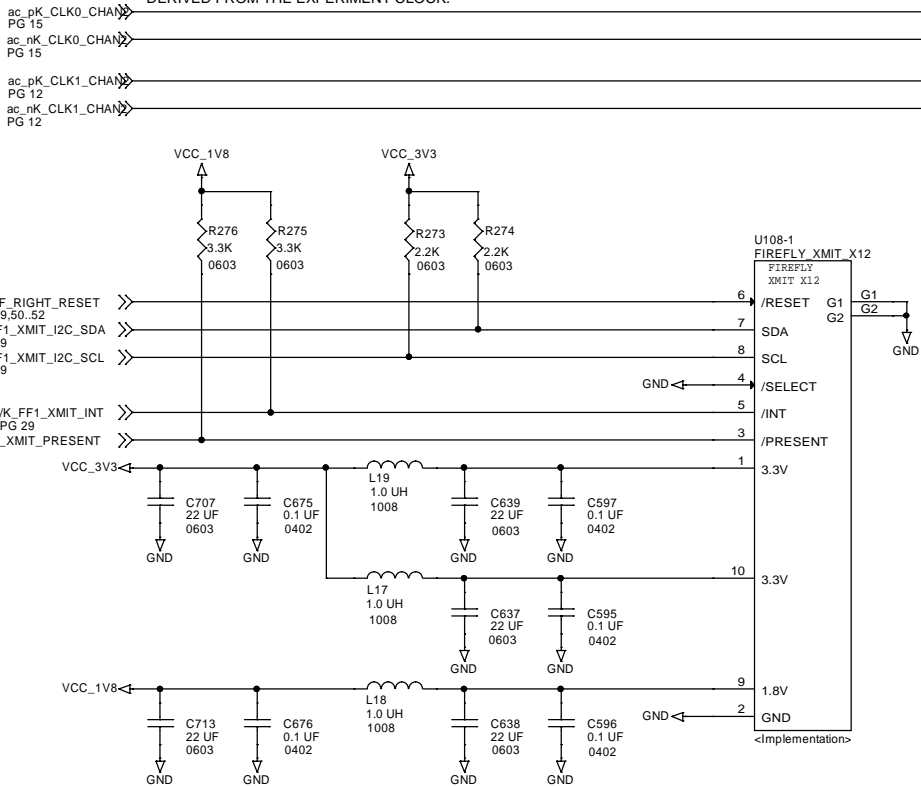 DERIVED FROM THE EXPERIMENT CLOCK.
ac_pK_CLK0_CHAN
PG 15
ac_nK_CLK0_CHAN
PG 15
ac_pK_CLK1_CHAN
PG 12
ac_nK_CLK1_CHAN
PG 12
VCC_1V8
VCC_3V3
R276
3.3K
0603
R275
3.3K
0603
R273
2.2K
0603
R274
2.2K
0603
U108-1
FIREFLY_XMIT_X12
FIREFLY
XMIT X12
F_RIGHT_RESET
9,50..52
6
/RESET
G1
G1
G2
G2
GND
F1_XMIT_I2C_SDA
9
7
SDA
F1_XMIT_I2C_SCL
9
8
SCL
GND
4
/SELECT
/K_FF1_XMIT_INT
PG 29
5
/INT
_XMIT_PRESENT
3
/PRESENT
VCC_3V3
1
3.3V
L19
1.0 UH
1008
C707
22 UF
0603
GND
C675
0.1 UF
0402
GND
C639
22 UF
0603
GND
C597
0.1 UF
0402
GND
10
3.3V
L17
1.0 UH
1008
C637
22 UF
0603
GND
C595
0.1 UF
0402
GND
VCC_1V8
9
1.8V
L18
1.0 UH
1008
GND
2
GND
C713
22 UF
0603
GND
C676
0.1 UF
0402
GND
C638
22 UF
0603
GND
C596
0.1 UF
0402
GND
<Implementation>